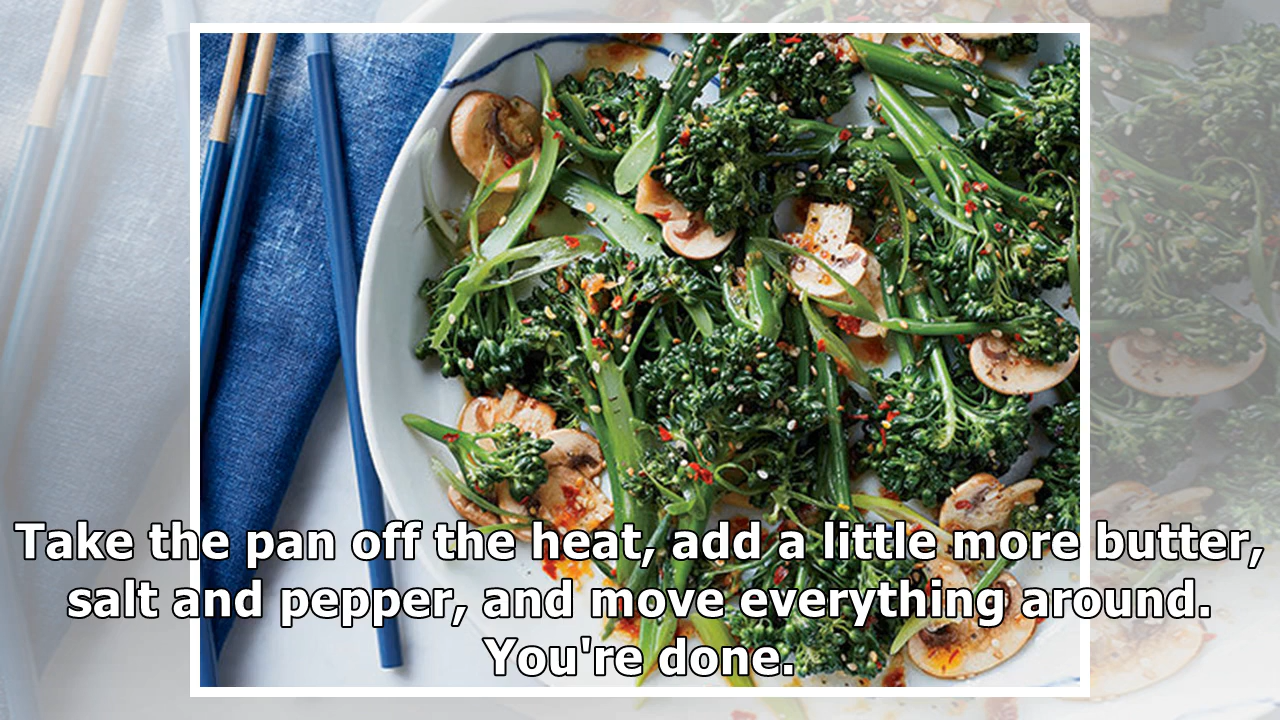 Take the pan off the heat, add a little more butter,
salt and pepper, and move everything around.
You're done.